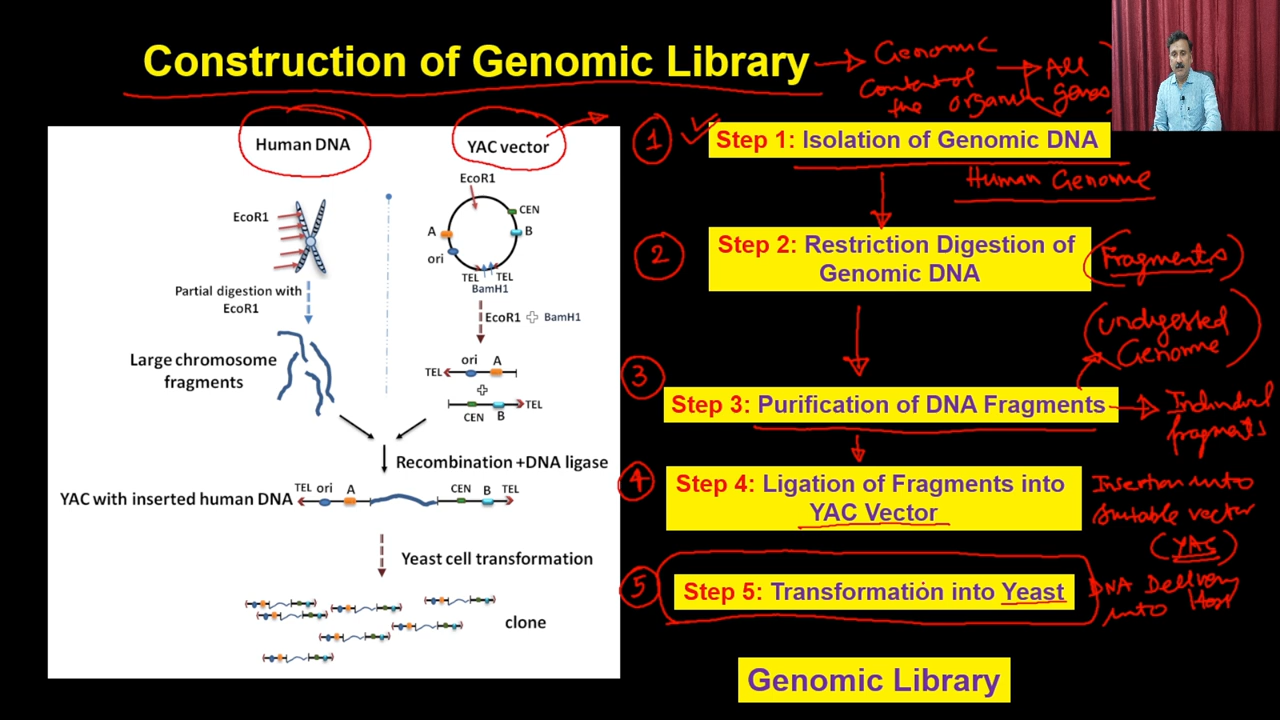 Construction of Genomic Library
Genomic
Content of
the organism
All
genes
Human DNA
YAC vector
EcoR1
EcoR1
CEN
A
B
ori
TEL
TEL
BamH1
Partial digestion with
EcoR1
EcoR1 + BamH1
Large chromosome
fragments
ori
A
TEL
+
TEL
CEN
B
Recombination +DNA ligase
TEL ori A
CEN B TEL
YAC with inserted human DNA
Yeast cell transformation
clone
1
Step 1: Isolation of Genomic DNA
Human Genome
2
Step 2: Restriction Digestion of
Genomic DNA
Fragments
(undigested
Genome)
3
Step 3: Purification of DNA Fragments
Individual
fragments
4
Step 4: Ligation of Fragments into
YAC Vector
Insertion into
suitable vector
(YAC)
5
Step 5: Transformation into Yeast
DNA Delivery
into Host
Genomic Library